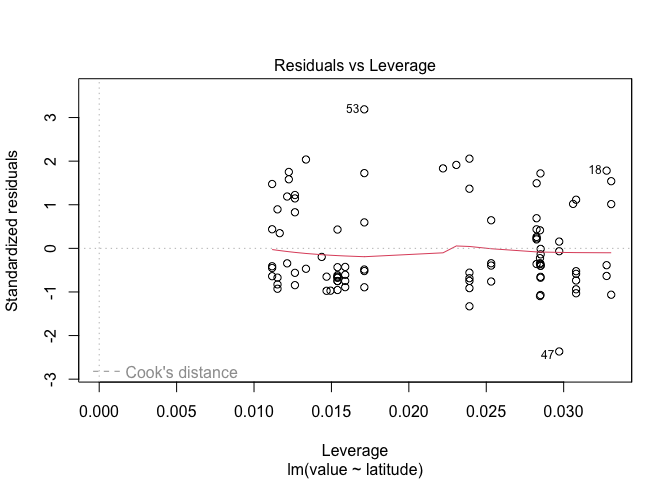 Residuals vs Leverage
Standardized residuals
3
2
1
0
-1
-2
-3
53
18
47
Cook's distance
0.000 0.005 0.010 0.015 0.020 0.025 0.030
Leverage
lm(value ~ latitude)